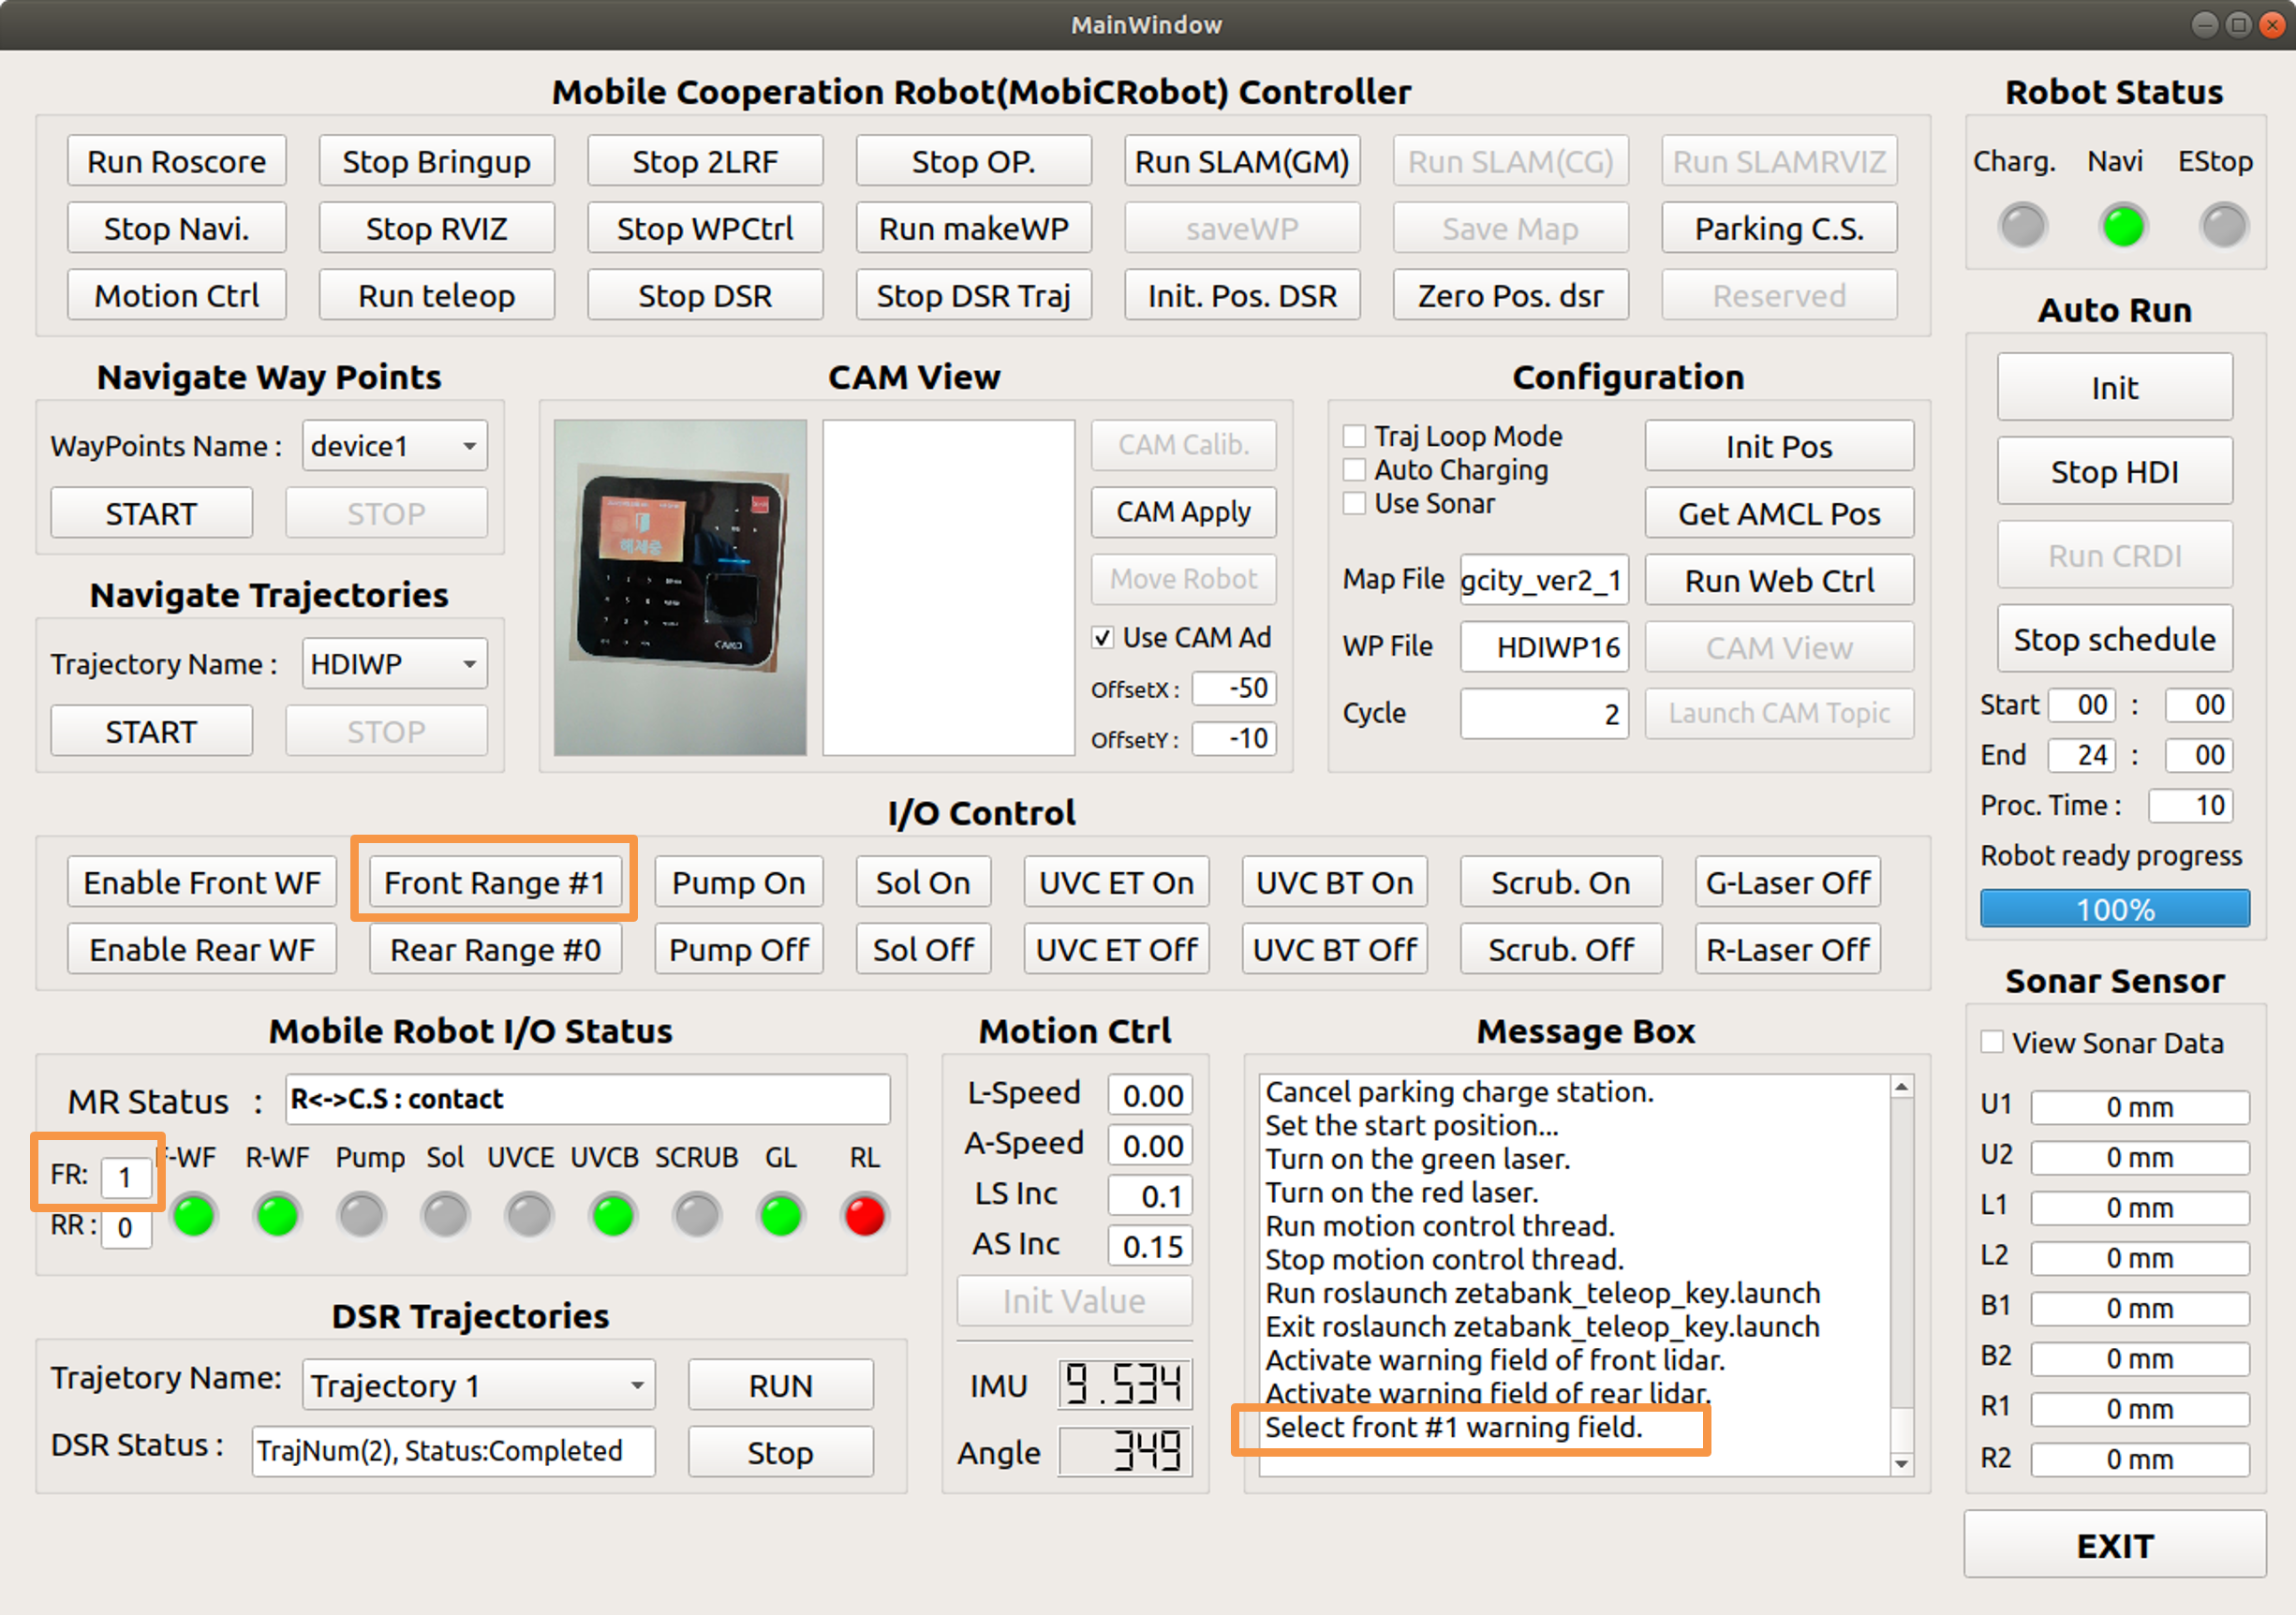 MainWindow
Mobile Cooperation Robot(MobiCRobot) Controller
Run Roscore Stop Bringup Stop 2LRF Stop OP. Run SLAM(GM) Run SLAM(CG) Run SLAMRVIZ
Stop Navi. Stop RVIZ Stop WPCtrl Run makeWP saveWP Save Map Parking C.S.
Motion Ctrl Run teleop Stop DSR Stop DSR Traj Init. Pos. DSR Zero Pos. dsr Reserved
Robot Status
Charg. Navi EStop
Auto Run
Init
Stop HDI
Run CRDI
Stop schedule
Start 00 : 00
End 24 : 00
Proc. Time : 10
Robot ready progress
100%
Navigate Way Points
WayPoints Name : device1
START STOP
Navigate Trajectories
Trajectory Name : HDIWP
START STOP
CAM View
해제중
CAM Calib.
CAM Apply
Move Robot
Use CAM Ad
OffsetX : -50
OffsetY : -10
Configuration
Traj Loop Mode
Auto Charging
Use Sonar
Init Pos
Get AMCL Pos
Map File gcity_ver2_1 Run Web Ctrl
WP File HDIWP16 CAM View
Cycle 2 Launch CAM Topic
I/O Control
Enable Front WF Front Range #1 Pump On Sol On UVC ET On UVC BT On Scrub. On G-Laser Off
Enable Rear WF Rear Range #0 Pump Off Sol Off UVC ET Off UVC BT Off Scrub. Off R-Laser Off
Mobile Robot I/O Status
MR Status : R<->C.S : contact
FR: 1 F-WF R-WF Pump Sol UVCE UVCB SCRUB GL RL
RR : 0
DSR Trajectories
Trajetory Name: Trajectory 1 RUN
DSR Status : TrajNum(2), Status:Completed Stop
Motion Ctrl
L-Speed 0.00
A-Speed 0.00
LS Inc 0.1
AS Inc 0.15
Init Value
IMU 9.534
Angle 349
Message Box
Cancel parking charge station.
Set the start position...
Turn on the green laser.
Turn on the red laser.
Run motion control thread.
Stop motion control thread.
Run roslaunch zetabank_teleop_key.launch
Exit roslaunch zetabank_teleop_key.launch
Activate warning field of front lidar.
Activate warning field of rear lidar.
Select front #1 warning field.
Sonar Sensor
View Sonar Data
U1 0 mm
U2 0 mm
L1 0 mm
L2 0 mm
B1 0 mm
B2 0 mm
R1 0 mm
R2 0 mm
EXIT